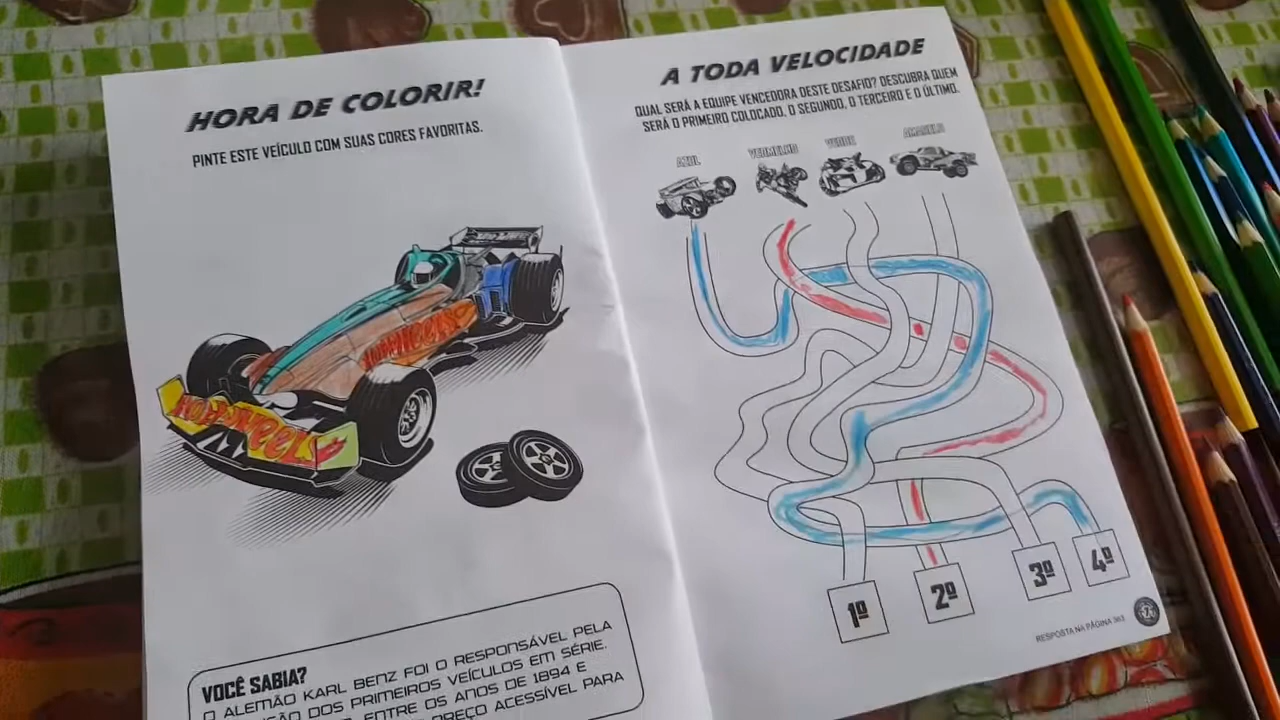 HORA DE COLORIR!
PINTE ESTE VEÍCULO COM SUAS CORES FAVORITAS.
VOCÊ SABIA?
O ALEMÃO KARL BENZ FOI O RESPONSÁVEL PELA
DOS PRIMEIROS VEÍCULOS EM SÉRIE.
ENTRE OS ANOS DE 1894 E
ACESSÍVEL PARA
A TODA VELOCIDADE
QUAL SERÁ A EQUIPE VENCEDORA DESTE DESAFIO? DESCUBRA QUEM
SERÁ O PRIMEIRO COLOCADO, O SEGUNDO, O TERCEIRO E O ÚLTIMO.
AZUL VERMELHO VERDE AMARELO
1º 2º 3º 4º
RESPOSTA NA PÁGINA